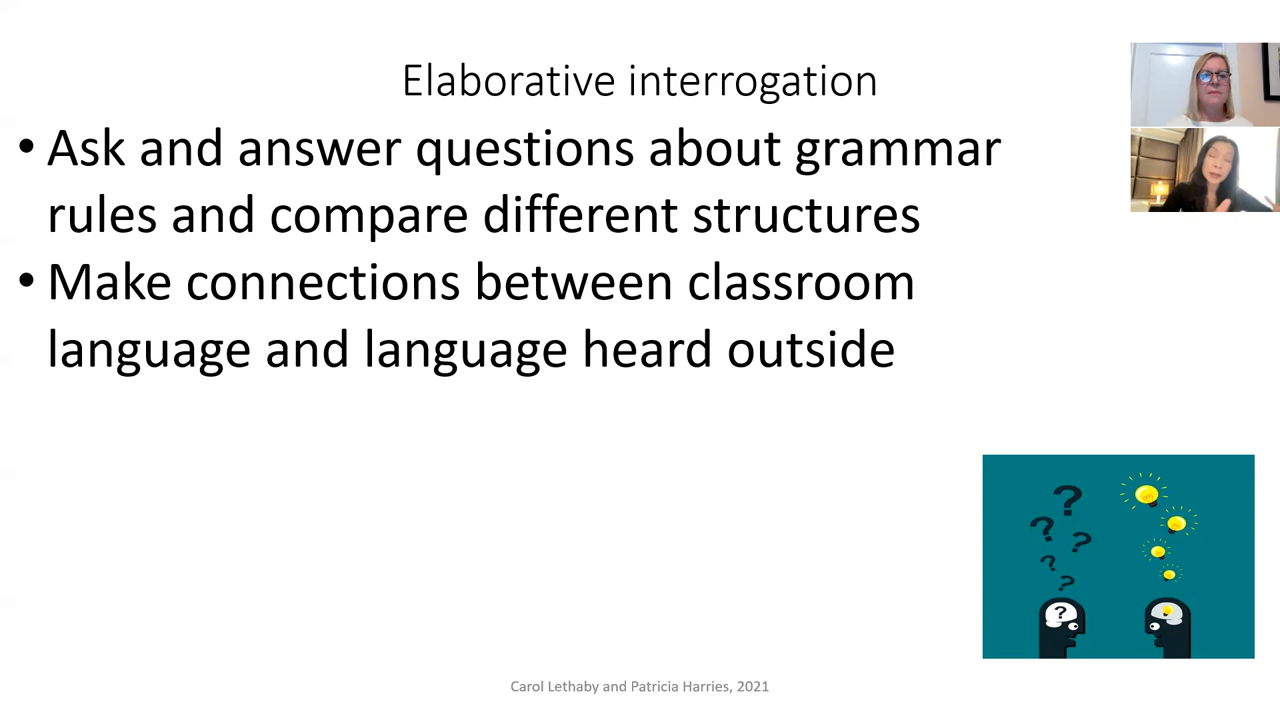 Elaborative interrogation
• Ask and answer questions about grammar
rules and compare different structures
• Make connections between classroom
language and language heard outside
? ? ? ? ? ?
Carol Lethaby and Patricia Harries, 2021